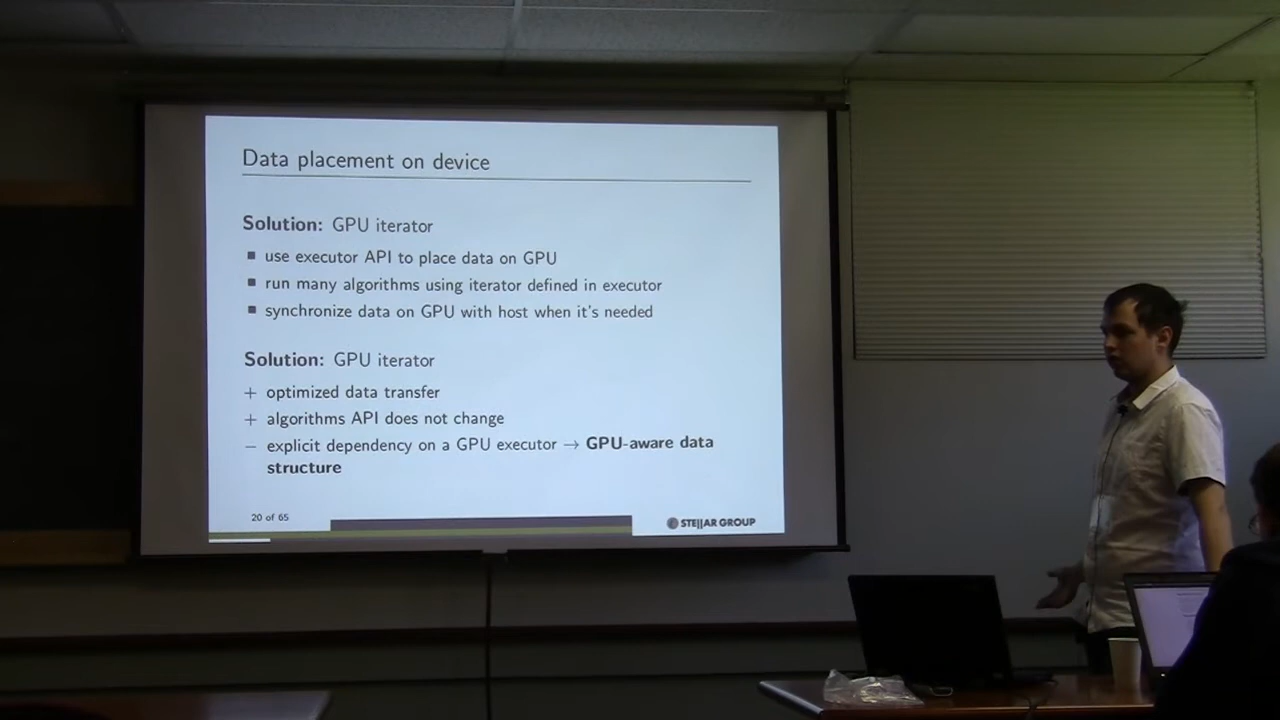 Data placement on device
Solution: GPU iterator
■ use executor API to place data on GPU
■ run many algorithms using iterator defined in executor
■ synchronize data on GPU with host when it's needed
Solution: GPU iterator
+ optimized data transfer
+ algorithms API does not change
− explicit dependency on a GPU executor → GPU-aware data
structure
20 of 65
STE||AR GROUP